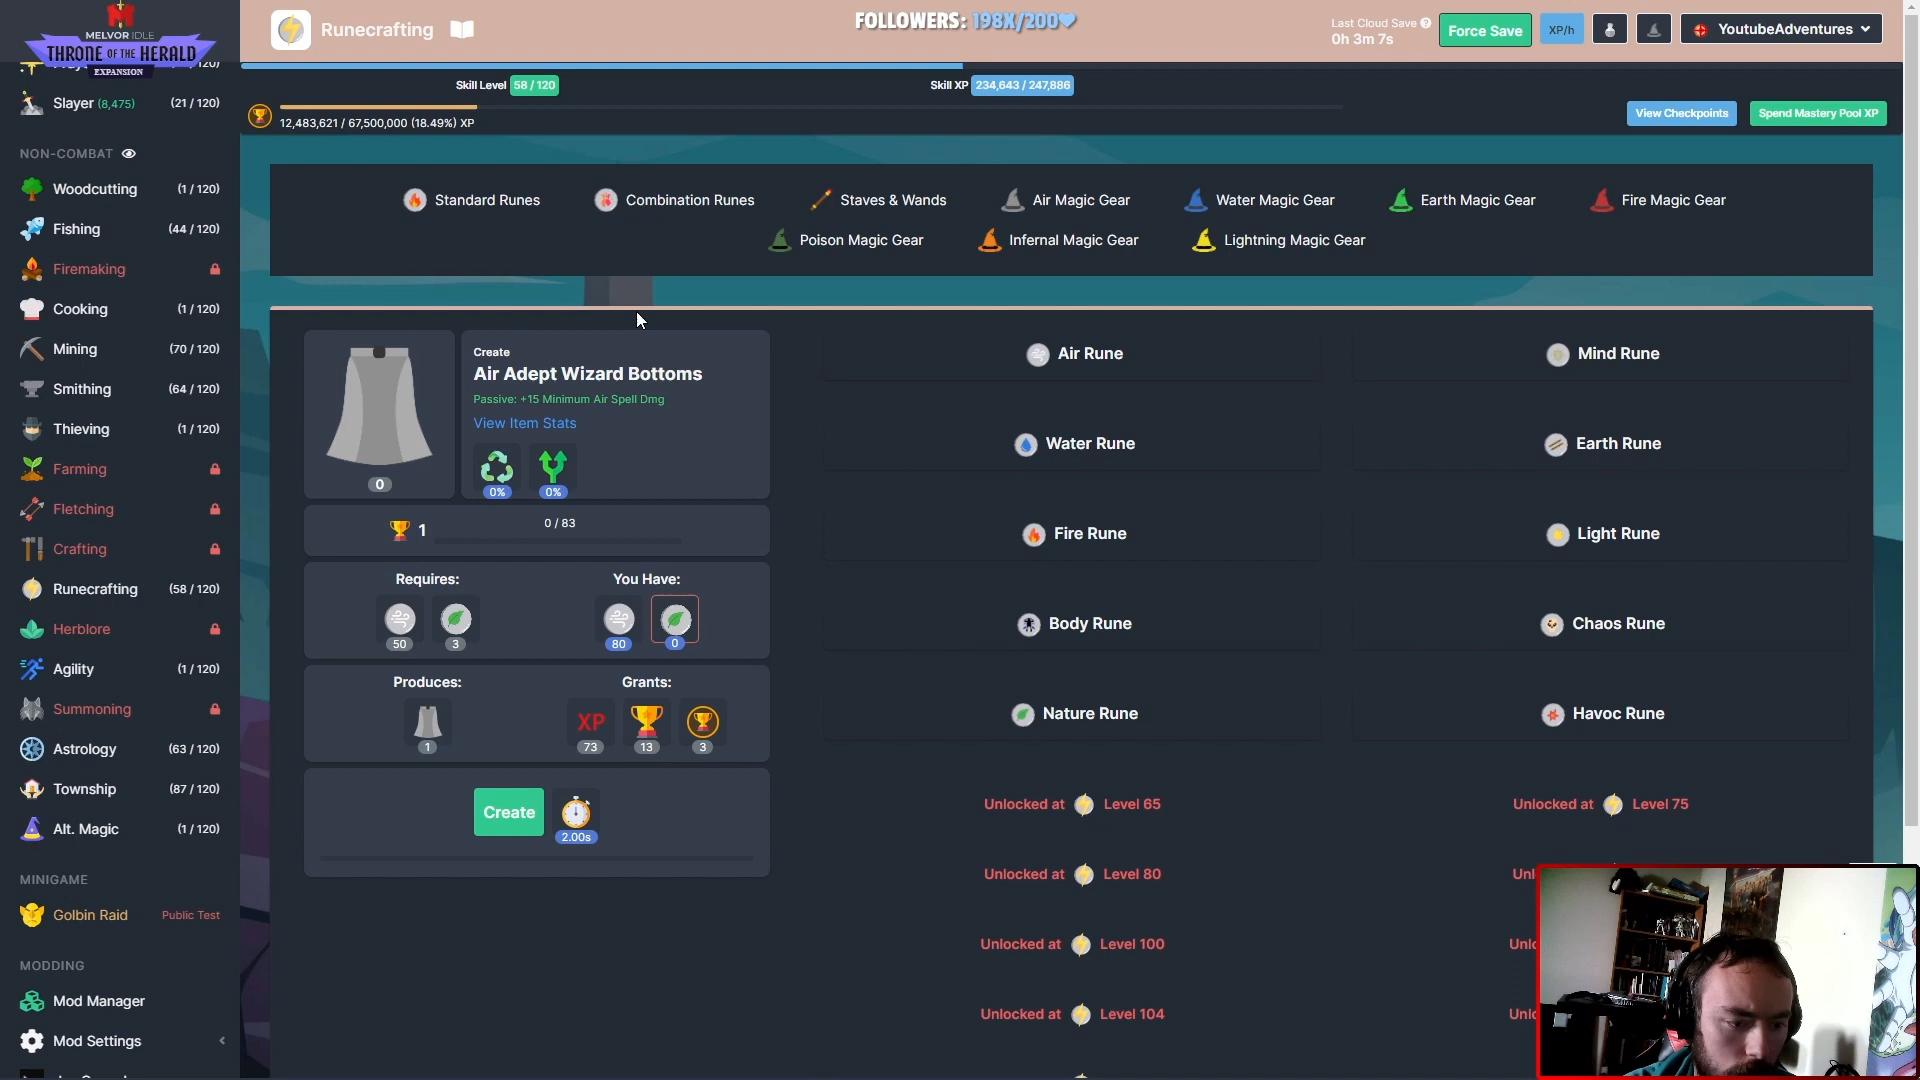 MELVOR IDLE
THRONE OF THE HERALD
EXPANSION
Runecrafting
FOLLOWERS: 198X/200
Last Cloud Save
0h 3m 7s
Force Save
XP/h
YoutubeAdventures
Skill Level 58 / 120
Skill XP 234,643 / 247,886
12,483,621 / 67,500,000 (18.49%) XP
View Checkpoints
Spend Mastery Pool XP
Slayer (8,475) (21 / 120)
NON-COMBAT
Woodcutting (1 / 120)
Fishing (44 / 120)
Firemaking
Cooking (1 / 120)
Mining (70 / 120)
Smithing (64 / 120)
Thieving (1 / 120)
Farming
Fletching
Crafting
Runecrafting (58 / 120)
Herblore
Agility (1 / 120)
Summoning
Astrology (63 / 120)
Township (87 / 120)
Alt. Magic (1 / 120)
MINIGAME
Golbin Raid Public Test
MODDING
Mod Manager
Mod Settings
Standard Runes
Combination Runes
Staves & Wands
Air Magic Gear
Water Magic Gear
Earth Magic Gear
Fire Magic Gear
Poison Magic Gear
Infernal Magic Gear
Lightning Magic Gear
0
Create
Air Adept Wizard Bottoms
Passive: +15 Minimum Air Spell Dmg
View Item Stats
0% 0%
1
0 / 83
Requires: You Have:
50 3 80 0
Produces: Grants:
XP
1 73 13 3
Create
2.00s
Air Rune
Mind Rune
Water Rune
Earth Rune
Fire Rune
Light Rune
Body Rune
Chaos Rune
Nature Rune
Havoc Rune
Unlocked at Level 65
Unlocked at Level 75
Unlocked at Level 80
Unlocked at Level 100
Unlocked at Level 104